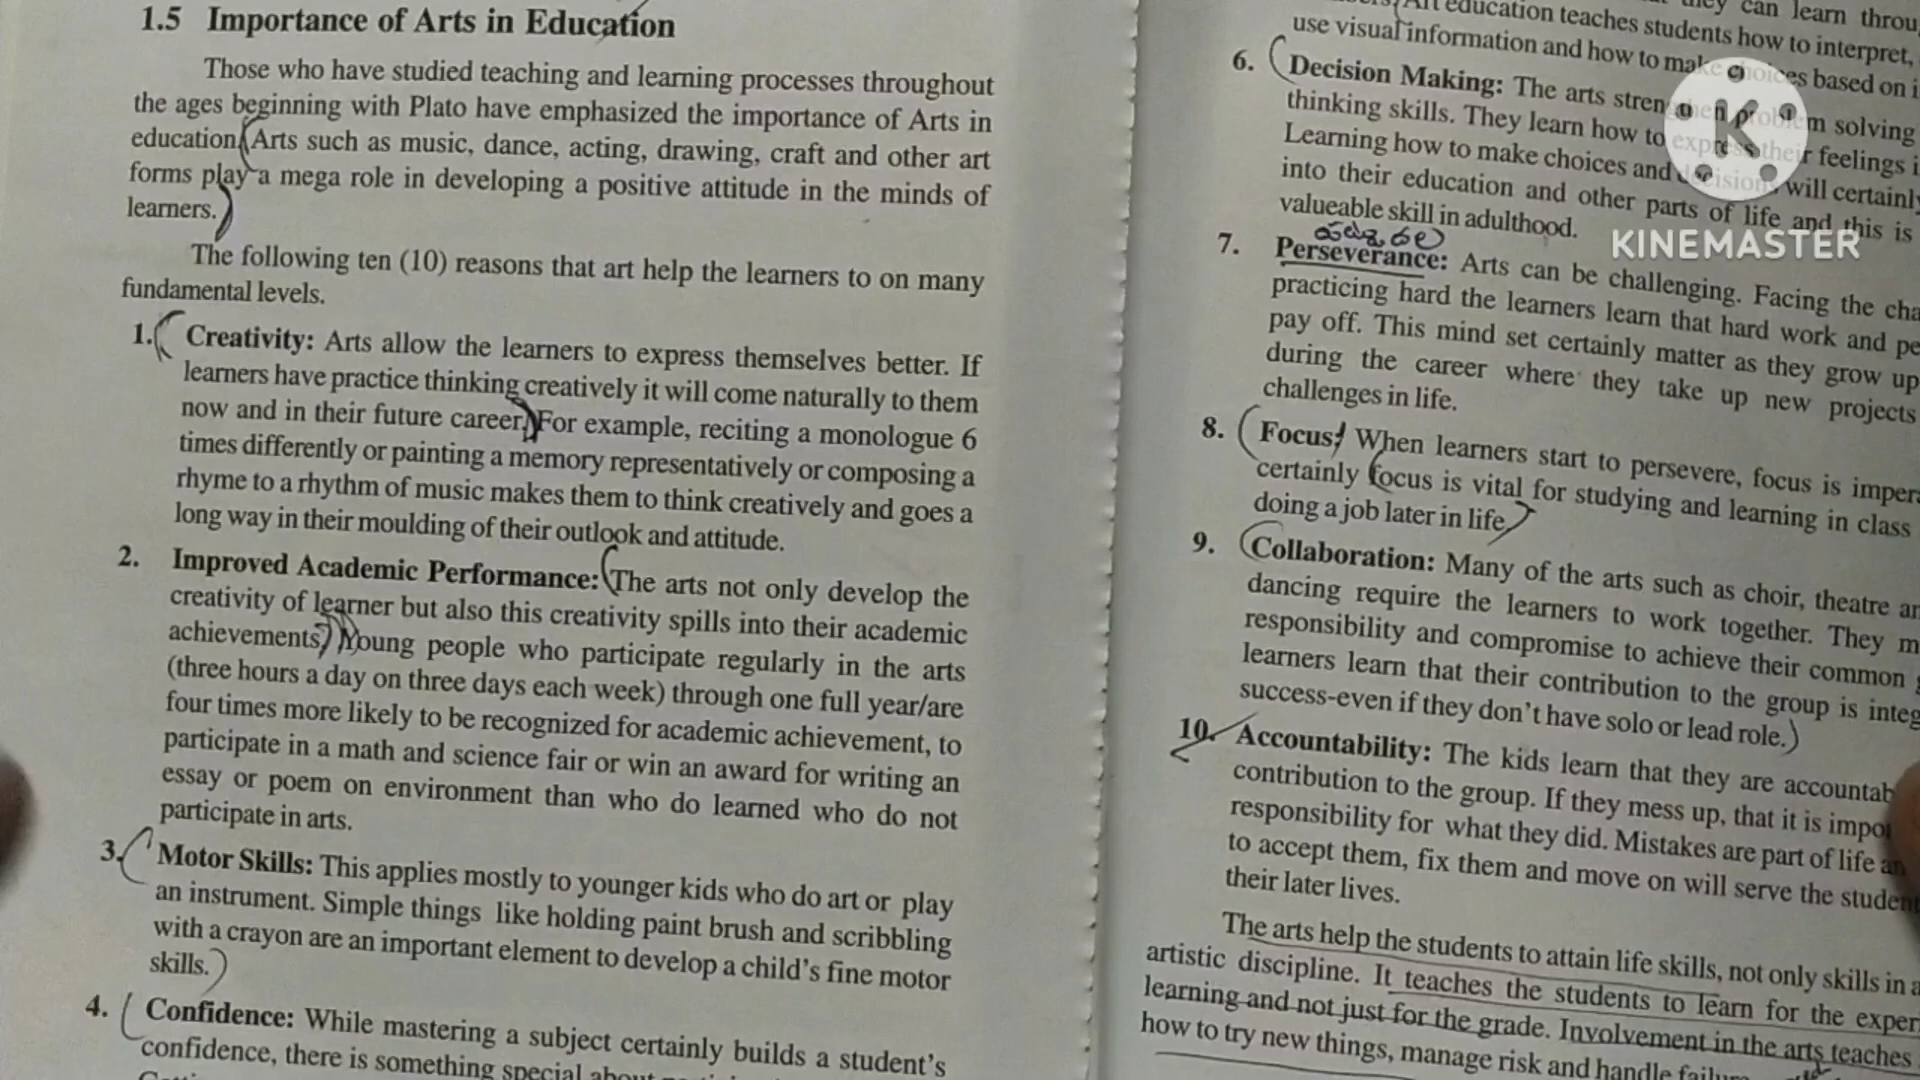 1.5 Importance of Arts in Education
Those who have studied teaching and learning processes throughout
the ages beginning with Plato have emphasized the importance of Arts in
education. Arts such as music, dance, acting, drawing, craft and other art
forms play a mega role in developing a positive attitude in the minds of
learners.
The following ten (10) reasons that art help the learners to on many
fundamental levels.
1. Creativity: Arts allow the learners to express themselves better. If
learners have practice thinking creatively it will come naturally to them
now and in their future career. For example, reciting a monologue 6
times differently or painting a memory representatively or composing a
rhyme to a rhythm of music makes them to think creatively and goes a
long way in their moulding of their outlook and attitude.
2. Improved Academic Performance: The arts not only develop the
creativity of learner but also this creativity spills into their academic
achievements. Young people who participate regularly in the arts
(three hours a day on three days each week) through one full year/are
four times more likely to be recognized for academic achievement, to
participate in a math and science fair or win an award for writing an
essay or poem on environment than who do learned who do not
participate in arts.
3. Motor Skills: This applies mostly to younger kids who do art or play
an instrument. Simple things like holding paint brush and scribbling
with a crayon are an important element to develop a child's fine motor
skills.
4. Confidence: While mastering a subject certainly builds a student's
confidence, there is something special about
they can learn
Art education teaches students how to interpret,
use visual information and how to make choices based on
6. Decision Making: The arts strengthen problem solving
thinking skills. They learn how to express their feelings
Learning how to make choices and decisions will certainly
into their education and other parts of life and this is
valueable skill in adulthood.
KINEMASTER
7. Perseverance: Arts can be challenging. Facing the
practicing hard the learners learn that hard work and
pay off. This mind set certainly matter as they grow up
during the career where they take up new projects
challenges in life.
8. Focus: When learners start to persevere, focus is
certainly focus is vital for studying and learning in class
doing a job later in life.
9. Collaboration: Many of the arts such as choir, theatre
dancing require the learners to work together. They
responsibility and compromise to achieve their common
learners learn that their contribution to the group is
success-even if they don't have solo or lead role.
10. Accountability: The kids learn that they are
contribution to the group. If they mess up, that it is
responsibility for what they did. Mistakes are part of life
to accept them, fix them and move on will serve the
their later lives.
The arts help the students to attain life skills, not only skills in
artistic discipline. It teaches the students to learn for the
learning and not just for the grade. Involvement in the arts teaches
how to try new things, manage risk and handle